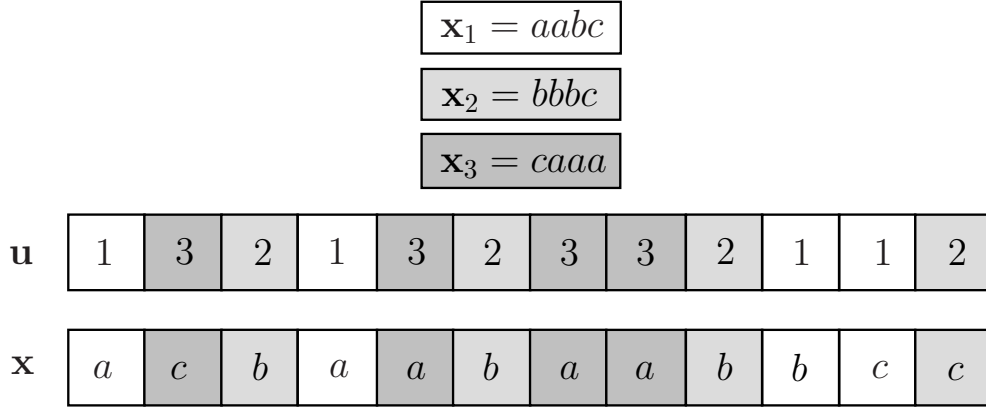 x₁ = aabc
x₂ = bbbc
x₃ = caaa
u 1 3 2 1 3 2 3 3 2 1 1 2
x a c b a a b a a b b c c